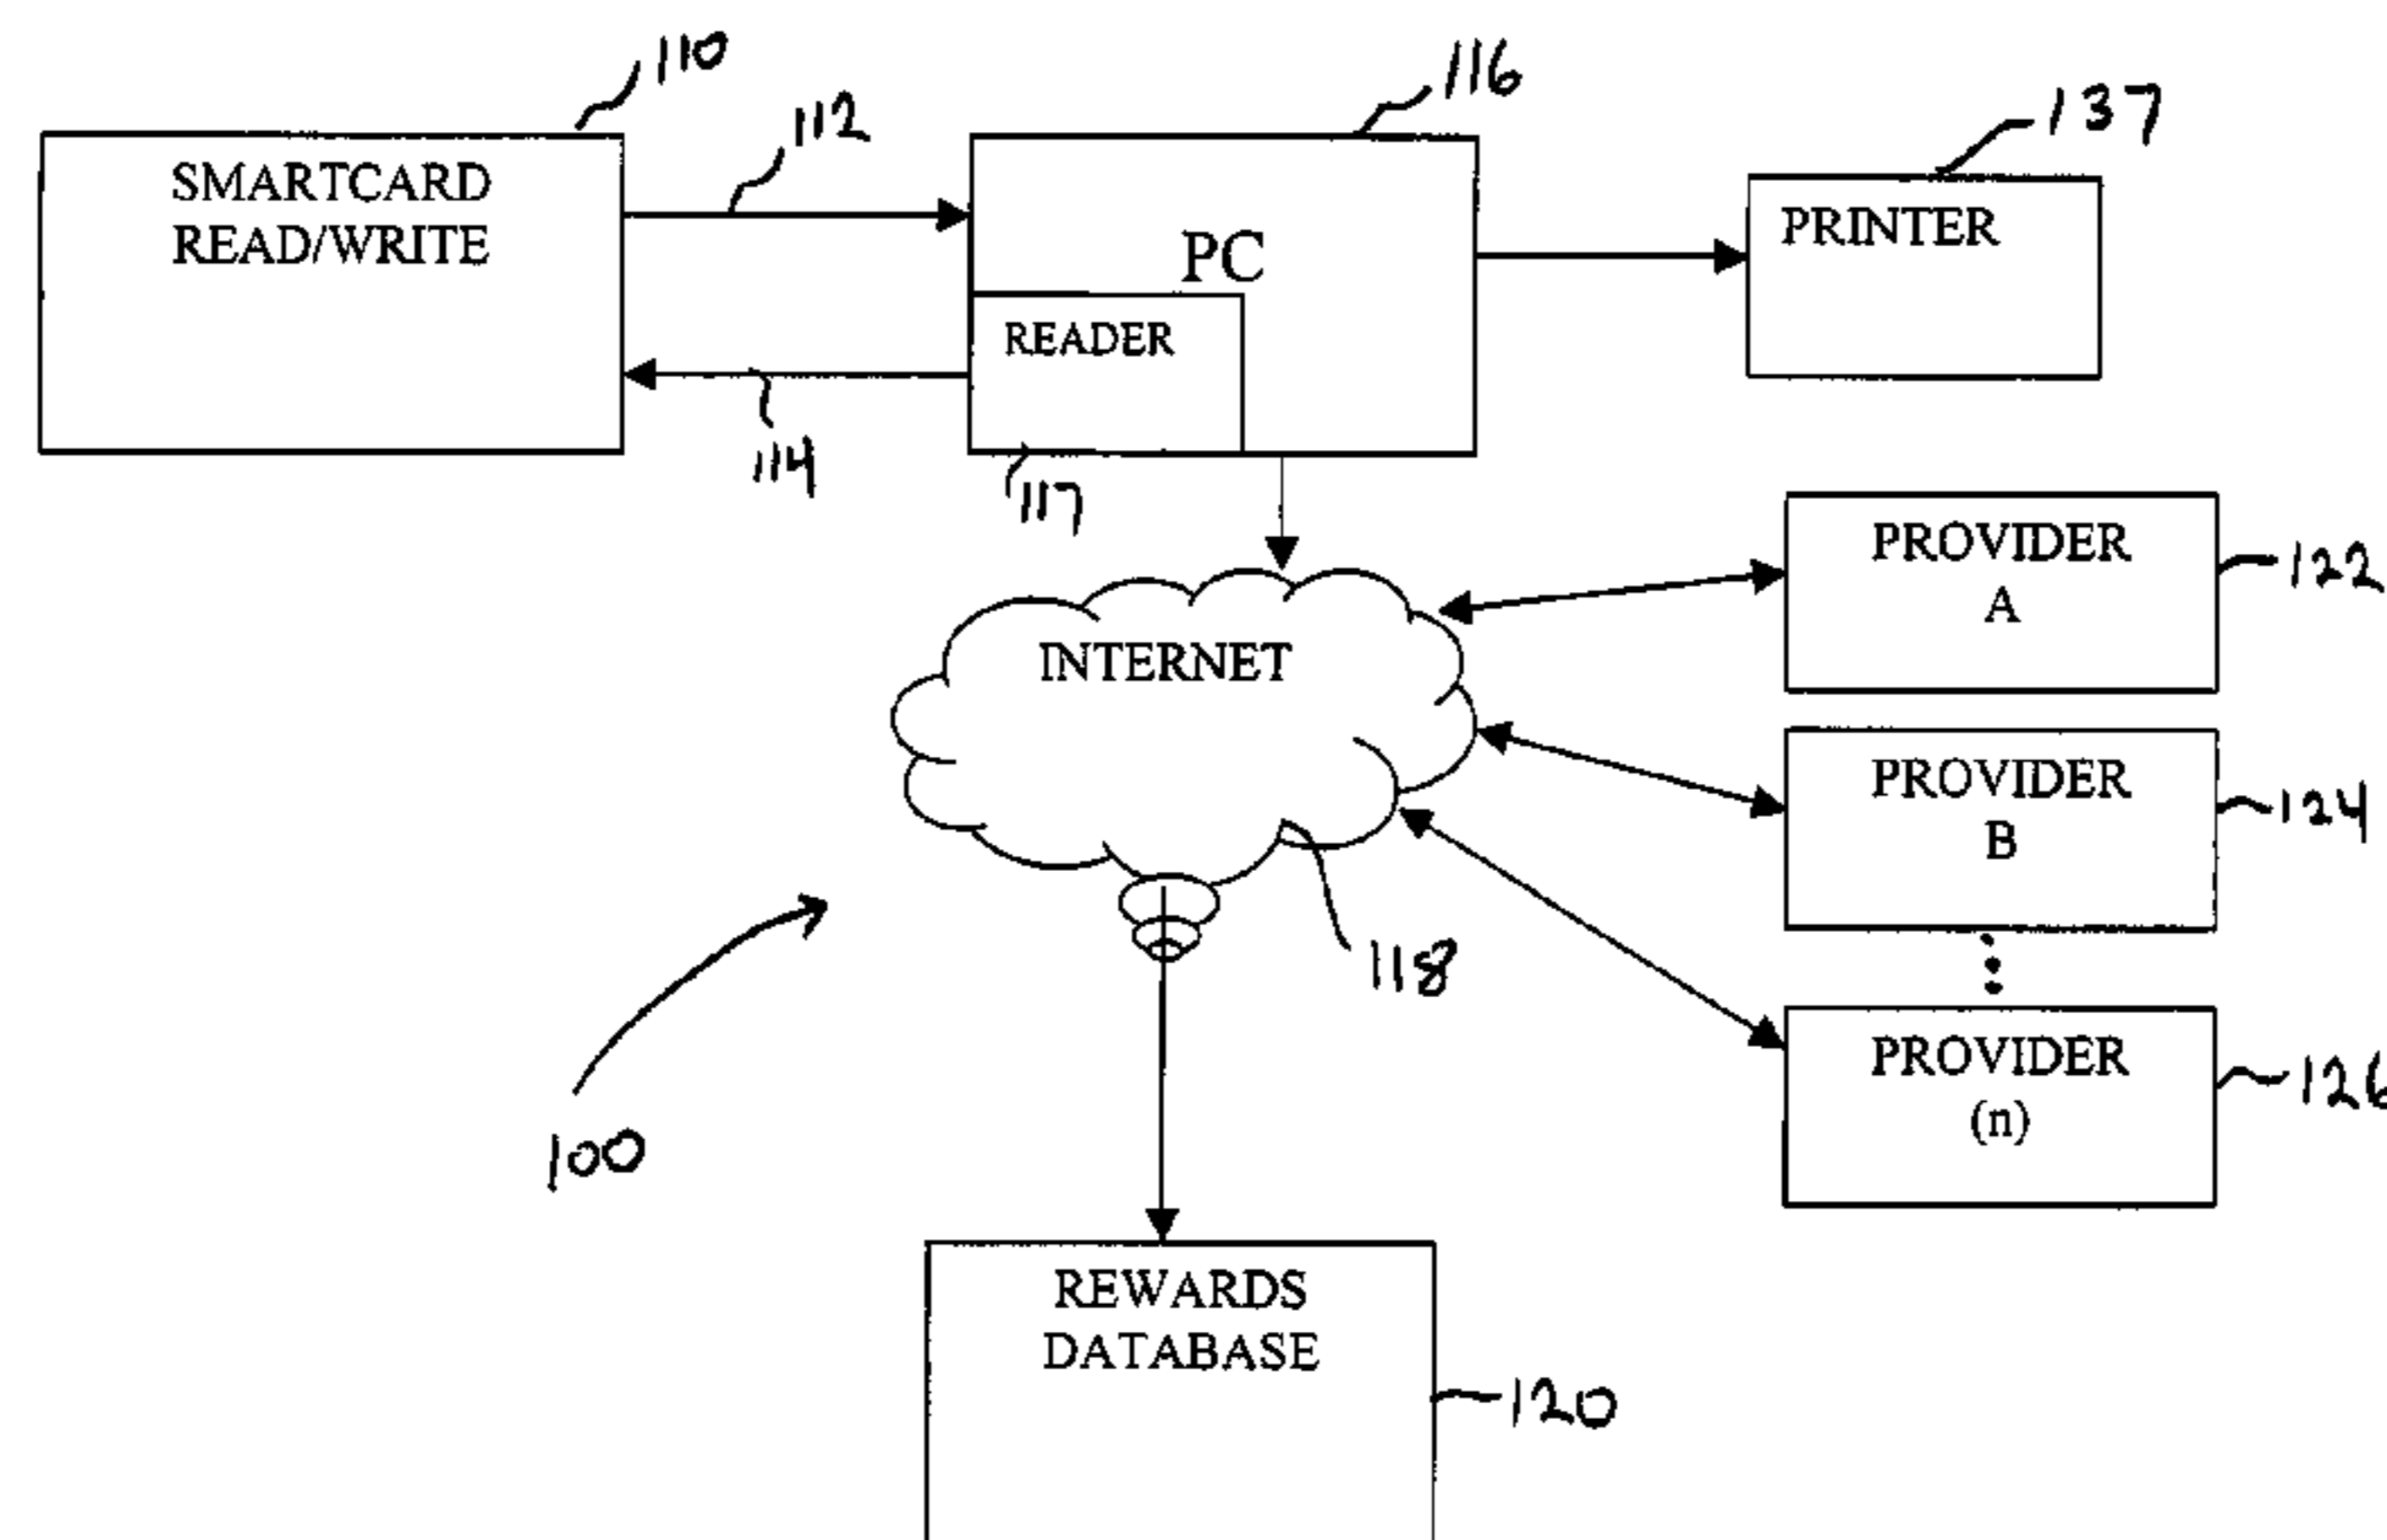 110
116
137
112
SMARTCARD
READ/WRITE
PC
PRINTER
READER
114
117
PROVIDER
A
122
INTERNET
PROVIDER
B
124
118
PROVIDER
(n)
126
100
REWARDS
DATABASE
120